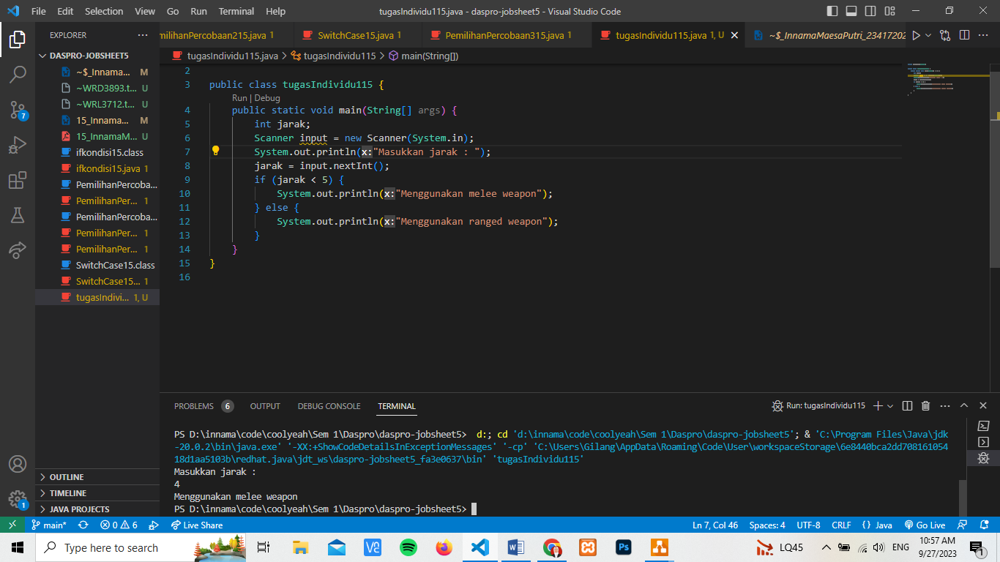 File Edit Selection View Go Run Terminal Help tugasIndividu115.java - daspro-jobsheet5 - Visual Studio Code
EXPLORER ...
milihanPercobaan215.java 1 SwitchCase15.java 1 PemilihanPercobaan315.java 1 tugasIndividu115.java 1, U ~$_InnamaMaesaPutri_23417202
DASPRO-JOBSHEET5
tugasIndividu115.java > tugasIndividu115 > main(String[])
~$_Innama... M
~WRD3893.t... U
~WRL3712.t... U
15_Innama... M
15_InnamaM... U
ifkondisi15.class
ifkondisi15.java 1
PemilihanPercoba...
PemilihanPer... 1
PemilihanPercoba...
PemilihanPer... 1
PemilihanPer... 1
SwitchCase15.class
SwitchCase15... 1
tugasIndivi... 1, U
OUTLINE
TIMELINE
JAVA PROJECTS
2
3 public class tugasIndividu115 {
Run | Debug
4 public static void main(String[] args) {
5 int jarak;
6 Scanner input = new Scanner(System.in);
7 System.out.println(x:"Masukkan jarak : ");
8 jarak = input.nextInt();
9 if (jarak < 5) {
10 System.out.println(x:"Menggunakan melee weapon");
11 } else {
12 System.out.println(x:"Menggunakan ranged weapon");
13 }
14 }
15 }
16
PROBLEMS 6 OUTPUT DEBUG CONSOLE TERMINAL Run: tugasIndividu115
PS D:\innama\code\coolyeah\Sem 1\Daspro\daspro-jobsheet5> d:; cd 'd:\innama\code\coolyeah\Sem 1\Daspro\daspro-jobsheet5'; & 'C:\Program Files\Java\jdk
-20.0.2\bin\java.exe' '-XX:+ShowCodeDetailsInExceptionMessages' '-cp' 'C:\Users\Gilang\AppData\Roaming\Code\User\workspaceStorage\6e8440bca2dd708161054
18d1aa5103b\redhat.java\jdt_ws\daspro-jobsheet5_fa3e0637\bin' 'tugasIndividu115'
Masukkan jarak :
4
Menggunakan melee weapon
PS D:\innama\code\coolyeah\Sem 1\Daspro\daspro-jobsheet5>
7
1
main* 0 6 Live Share Ln 7, Col 46 Spaces: 4 UTF-8 CRLF {} Java Go Live
Type here to search LQ45 ENG 10:57 AM
9/27/2023 1